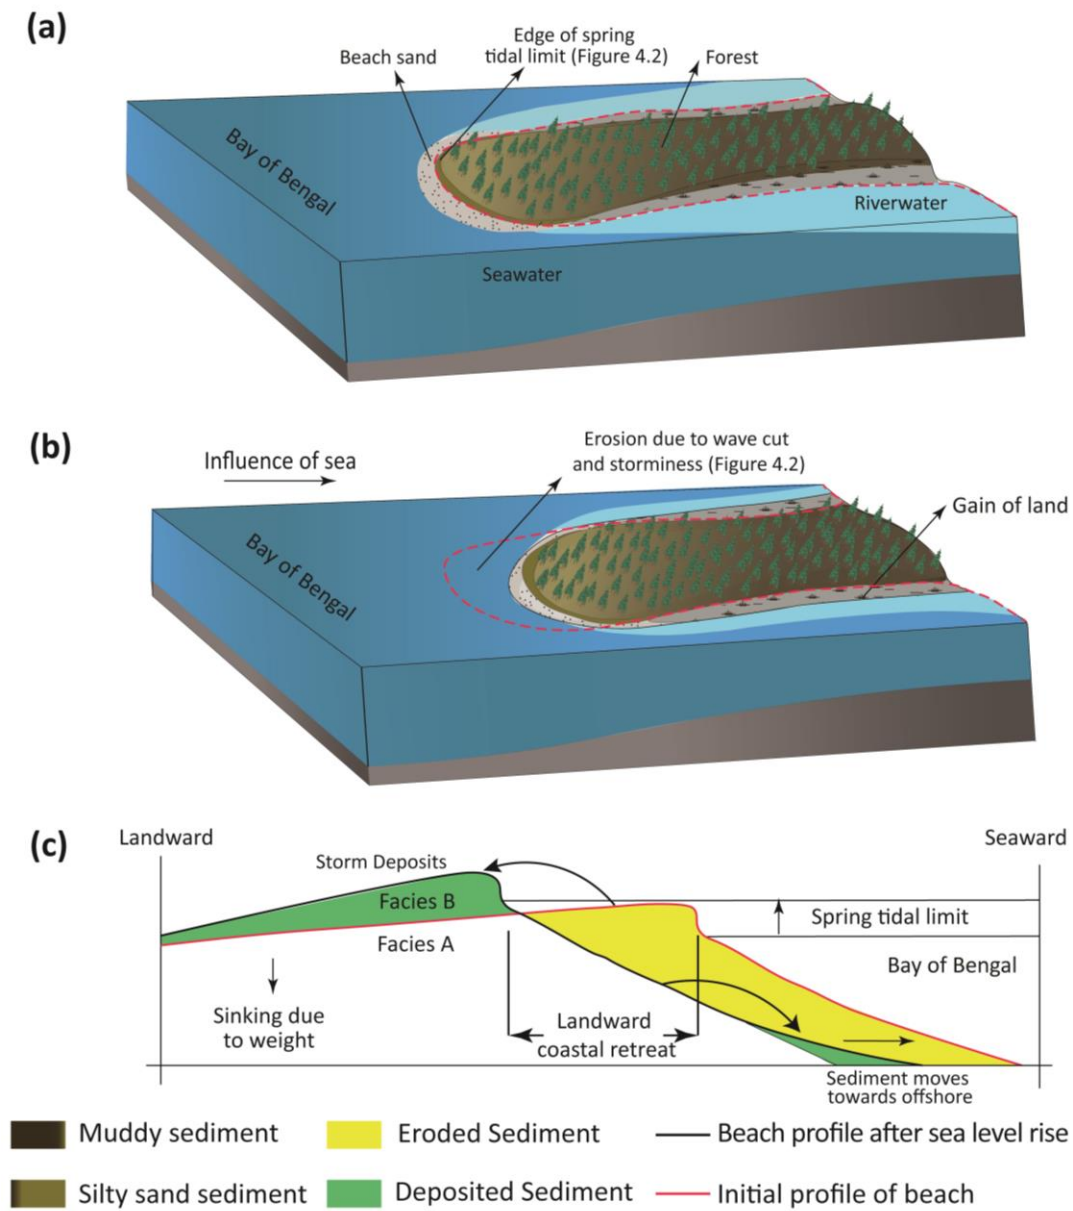 (a)
Edge of spring
tidal limit (Figure 4.2)
Beach sand
Forest
Bay of Bengal
Riverwater
Seawater
(b)
Influence of sea
Erosion due to wave cut
and storminess (Figure 4.2)
Gain of land
Bay of Bengal
(c)
Landward
Seaward
Storm Deposits
Facies B
Spring tidal limit
Facies A
Bay of Bengal
Sinking due
to weight
Landward
coastal retreat
Sediment moves
towards offshore
Muddy sediment
Eroded Sediment
Beach profile after sea level rise
Silty sand sediment
Deposited Sediment
Initial profile of beach